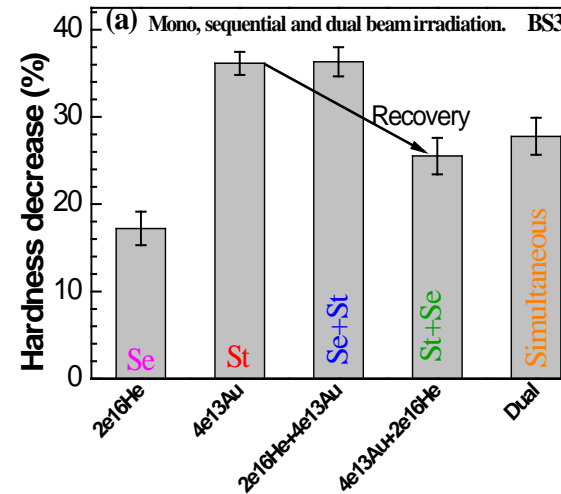 (a) Mono, sequential and dual beam irradiation. BS3
Hardness decrease (%)
40
30
20
10
0
Recovery
Se
St
Se+St
St+Se
Simultaneous
2e16He
4e13Au
2e16He+4e13Au
4e13Au+2e16He
Dual